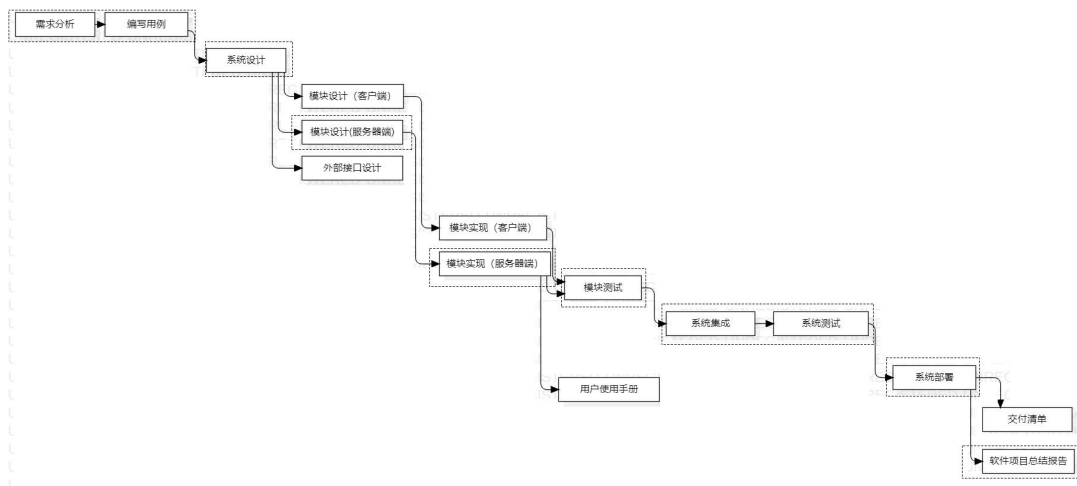 需求分析
编写用例
系统设计
模块设计（客户端）
模块设计(服务器端)
外部接口设计
模块实现（客户端）
模块实现（服务器端）
模块测试
系统集成
系统测试
系统部署
用户使用手册
交付清单
软件项目总结报告